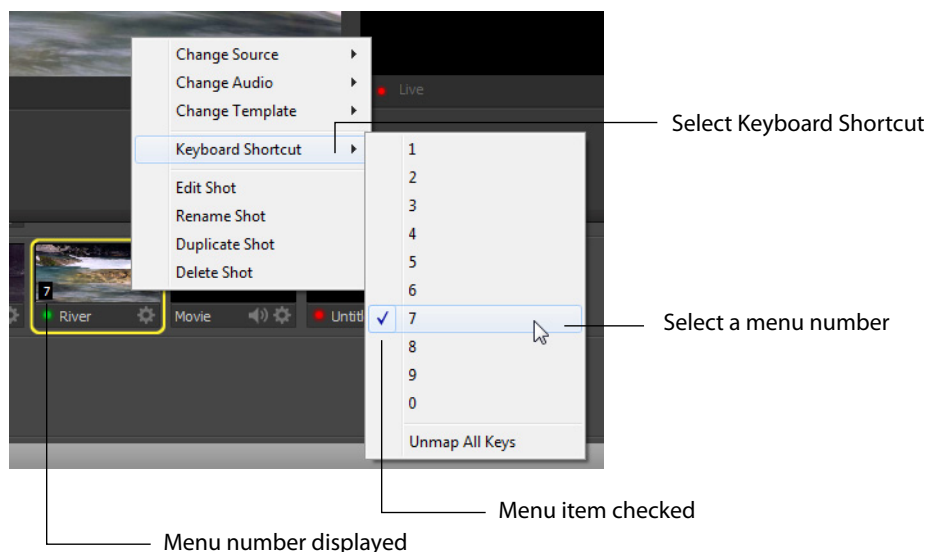 Change Source
Change Audio
Change Template
Keyboard Shortcut
Edit Shot
Rename Shot
Duplicate Shot
Delete Shot
Live
1
2
3
4
5
6
7
8
9
0
Unmap All Keys
7
River
Movie
Select Keyboard Shortcut
Select a menu number
Menu item checked
Menu number displayed